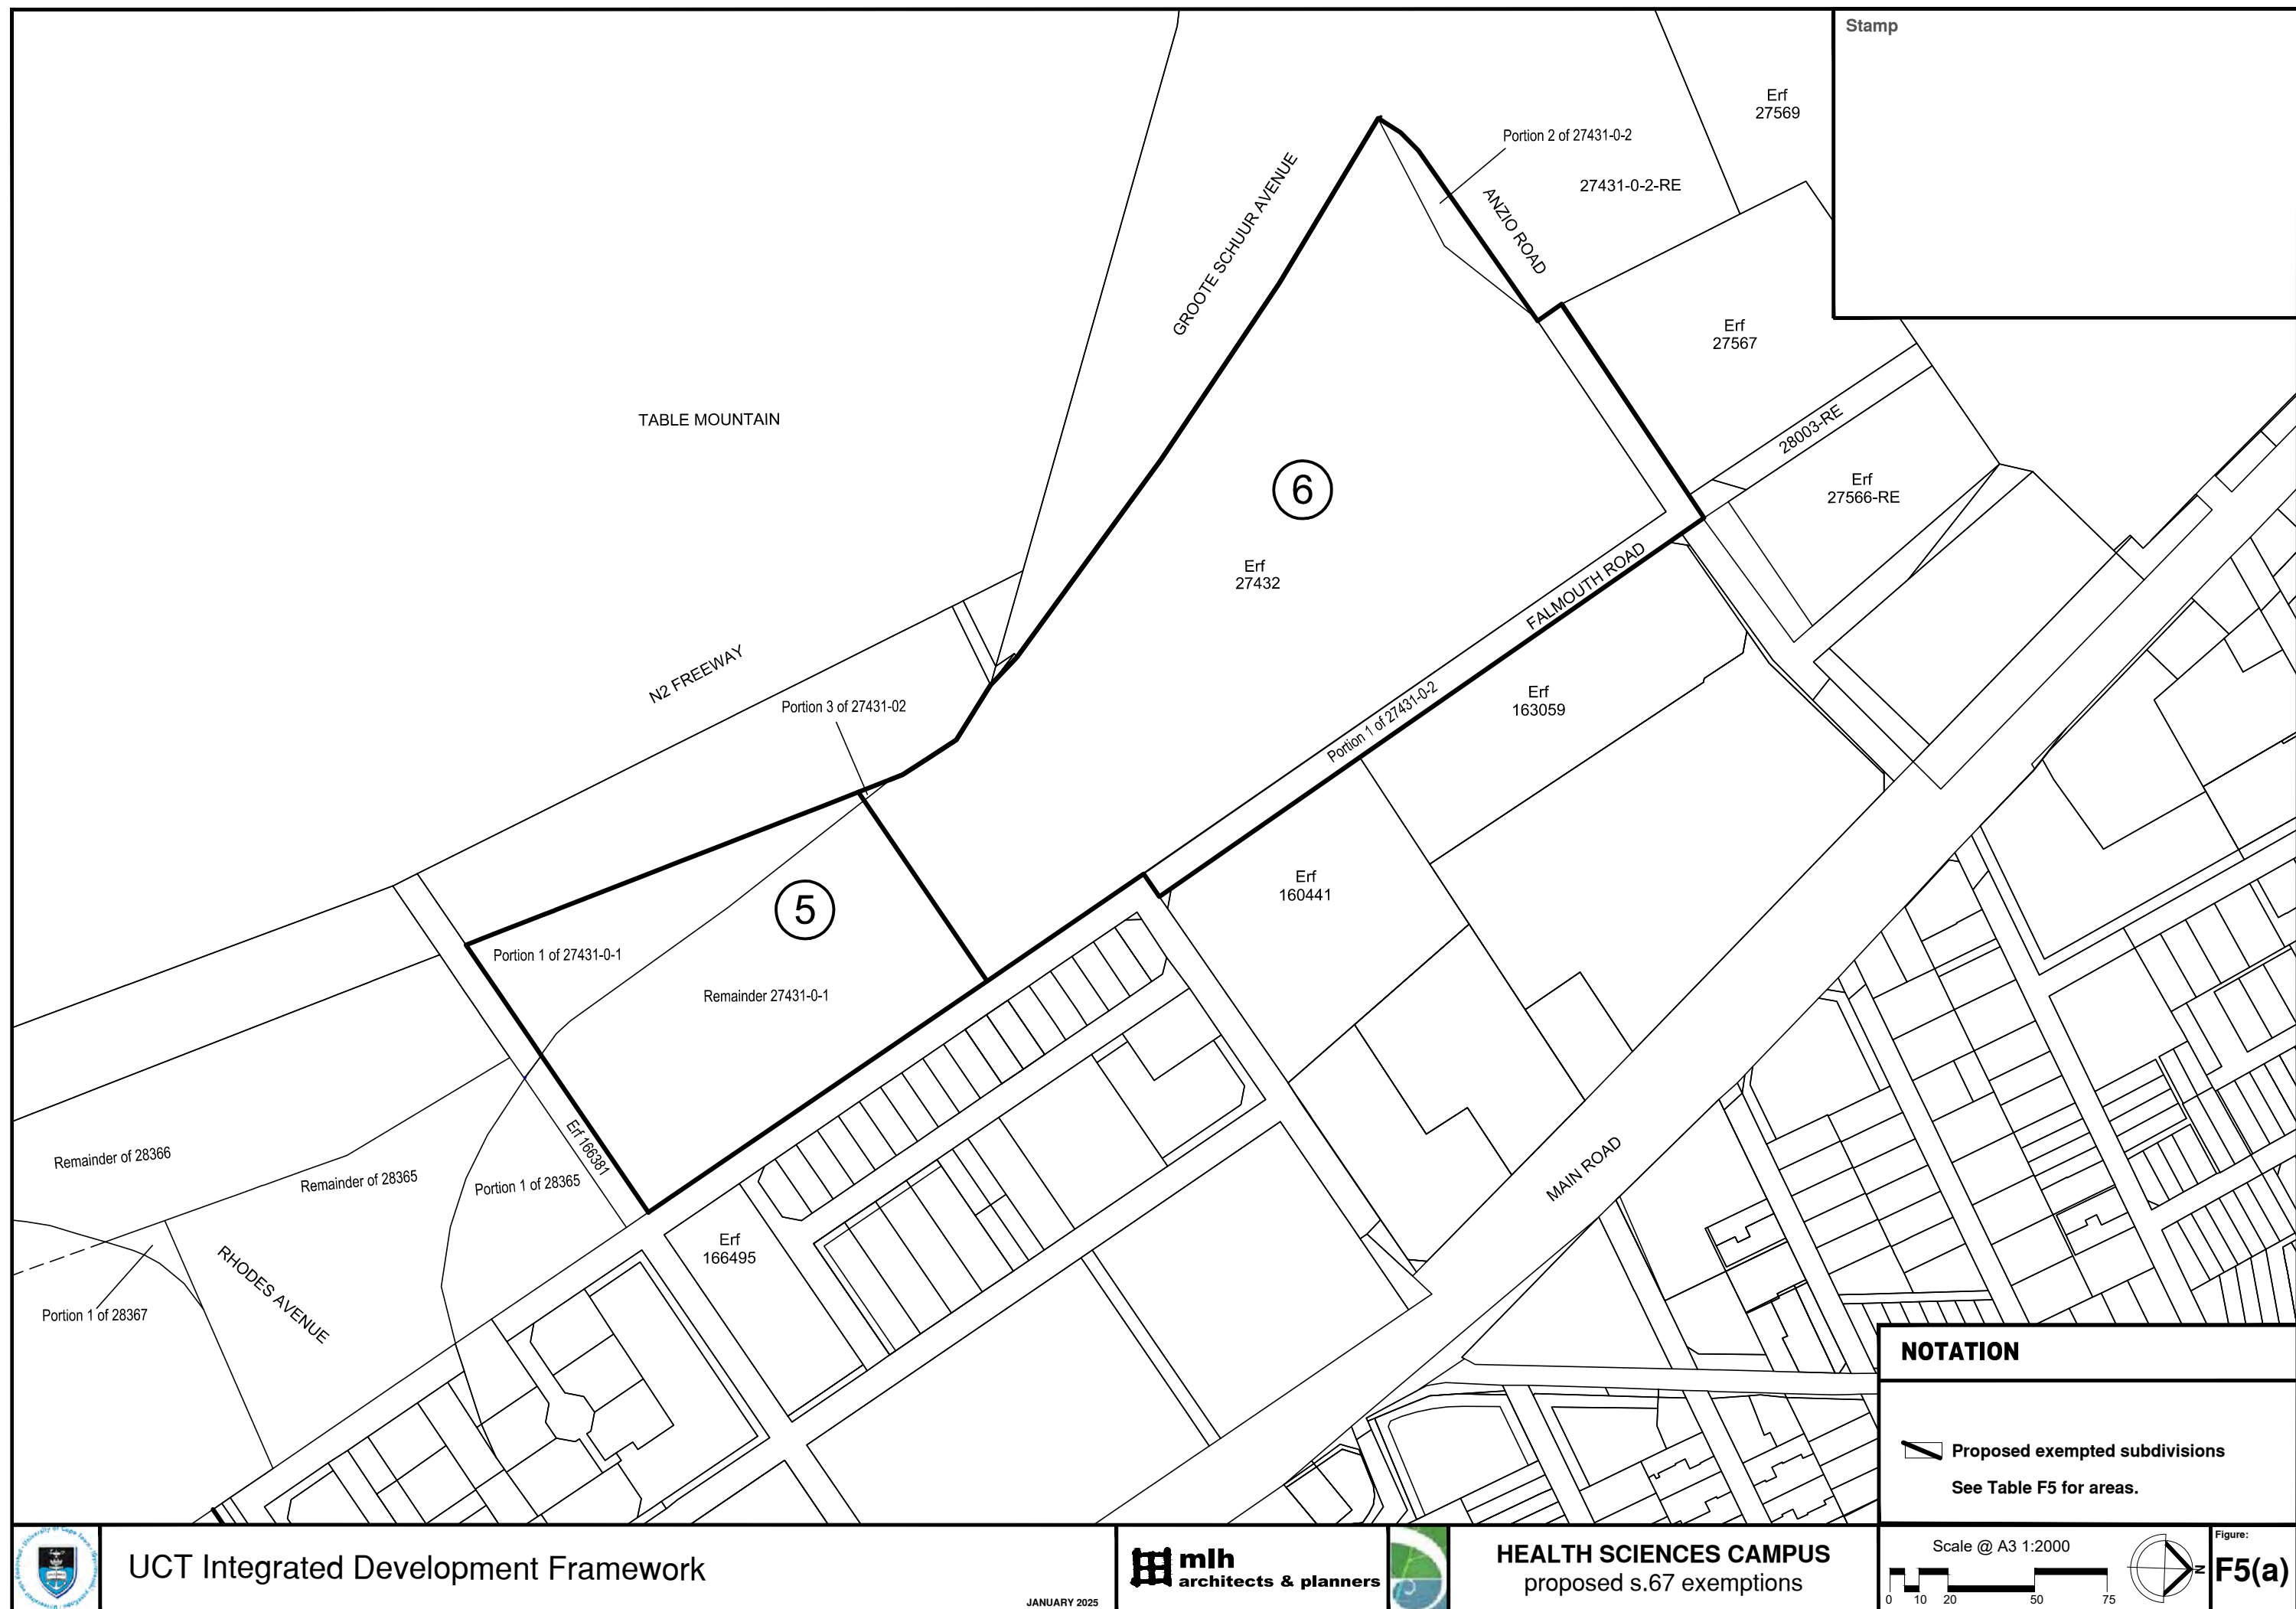 Stamp
Erf
27569
Portion 2 of 27431-0-2
27431-0-2-RE
GROOTE SCHUUR AVENUE
ANZIO ROAD
Erf
27567
TABLE MOUNTAIN
28003-RE
6
Erf
27566-RE
Erf
27432
FALMOUTH ROAD
N2 FREEWAY
Portion 3 of 27431-02
Portion 1 of 27431-0-2
Erf
163059
5
Erf
160441
Portion 1 of 27431-0-1
Remainder 27431-0-1
Erf 166381
Remainder of 28366
Remainder of 28365
Portion 1 of 28365
MAIN ROAD
Erf
166495
RHODES AVENUE
Portion 1 of 28367
NOTATION
Proposed exempted subdivisions
See Table F5 for areas.
UCT Integrated Development Framework
JANUARY 2025
mlh
architects & planners
HEALTH SCIENCES CAMPUS
proposed s.67 exemptions
Scale @ A3 1:2000
0 10 20 50 75
N
Figure:
F5(a)